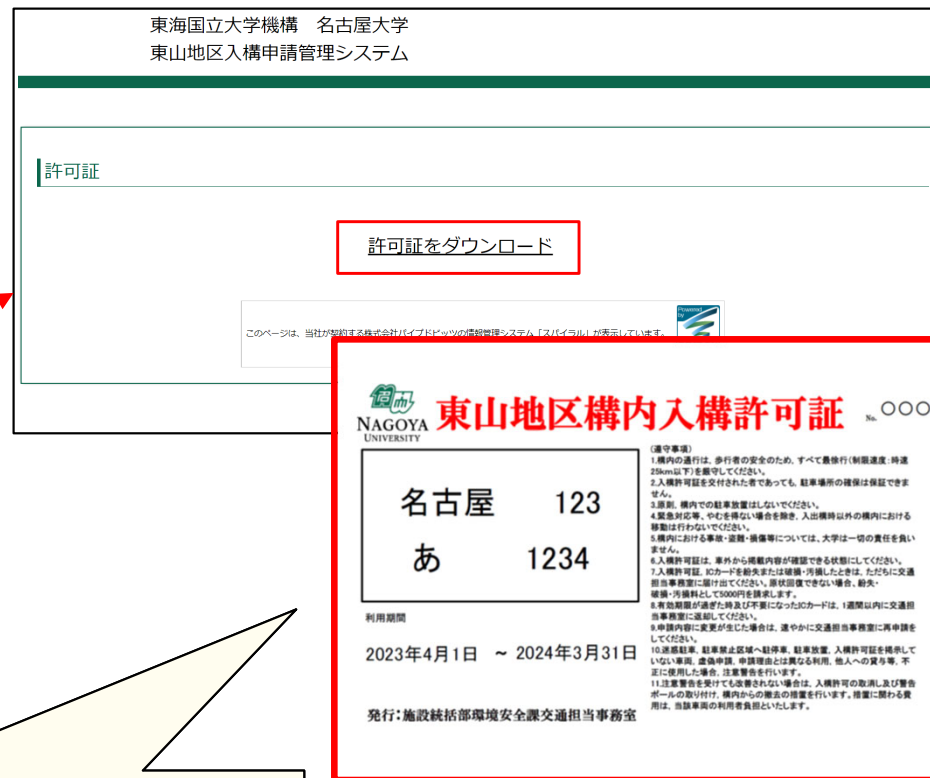 東海国立大学機構　名古屋大学
東山地区入構申請管理システム
許可証
許可証をダウンロード
このページは、当社が契約する株式会社パイプドビッツの情報管理システム「スパイラル」が表示しています。
Powered
by
NAGOYA
UNIVERSITY
東山地区構内入構許可証
No.○○○
名古屋　123
あ　1234
利用期間
2023年4月1日　～ 2024年3月31日
発行：施設統括部環境安全課交通担当事務室
(遵守事項)
1.構内の通行は、歩行者の安全のため、すべて最徐行(制限速度：時速
25km以下)を厳守してください。
2.入構許可証を交付された者であっても、駐車場所の確保は保証できま
せん。
3.原則、構内での駐車放置はしないでください。
4.緊急対応等、やむを得ない場合を除き、入出構時以外の構内における
移動は行わないでください。
5.構内における事故・盗難・損傷等については、大学は一切の責任を負い
ません。
6.入構許可証は、車外から掲載内容が確認できる状態にしてください。
7.入構許可証、ICカードを紛失または破損・汚損したときは、ただちに交通
担当事務室に届け出てください。原状回復できない場合、紛失・
破損・汚損料として5000円を請求します。
8.有効期限が過ぎた時及び不要になったICカードは、1週間以内に交通担
当事務室に返却してください。
9.申請内容に変更が生じた場合は、速やかに交通担当事務室に再申請を
してください。
10.迷惑駐車、駐車禁止区域へ駐停車、駐車放置、入構許可証を掲示して
いない車両、虚偽申請、申請理由とは異なる利用、他人への貸与等、不
正に使用した場合、注意警告を行います。
11.注意警告を受けても改善されない場合は、入構許可の取消し及び警告
ポールの取り付け、構内からの撤去の措置を行います。措置に関わる費
用は、当該車両の利用者負担といたします。